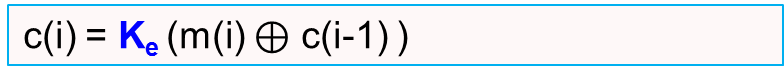 c(i) = Kₑ (m(i) ⊕ c(i-1) )